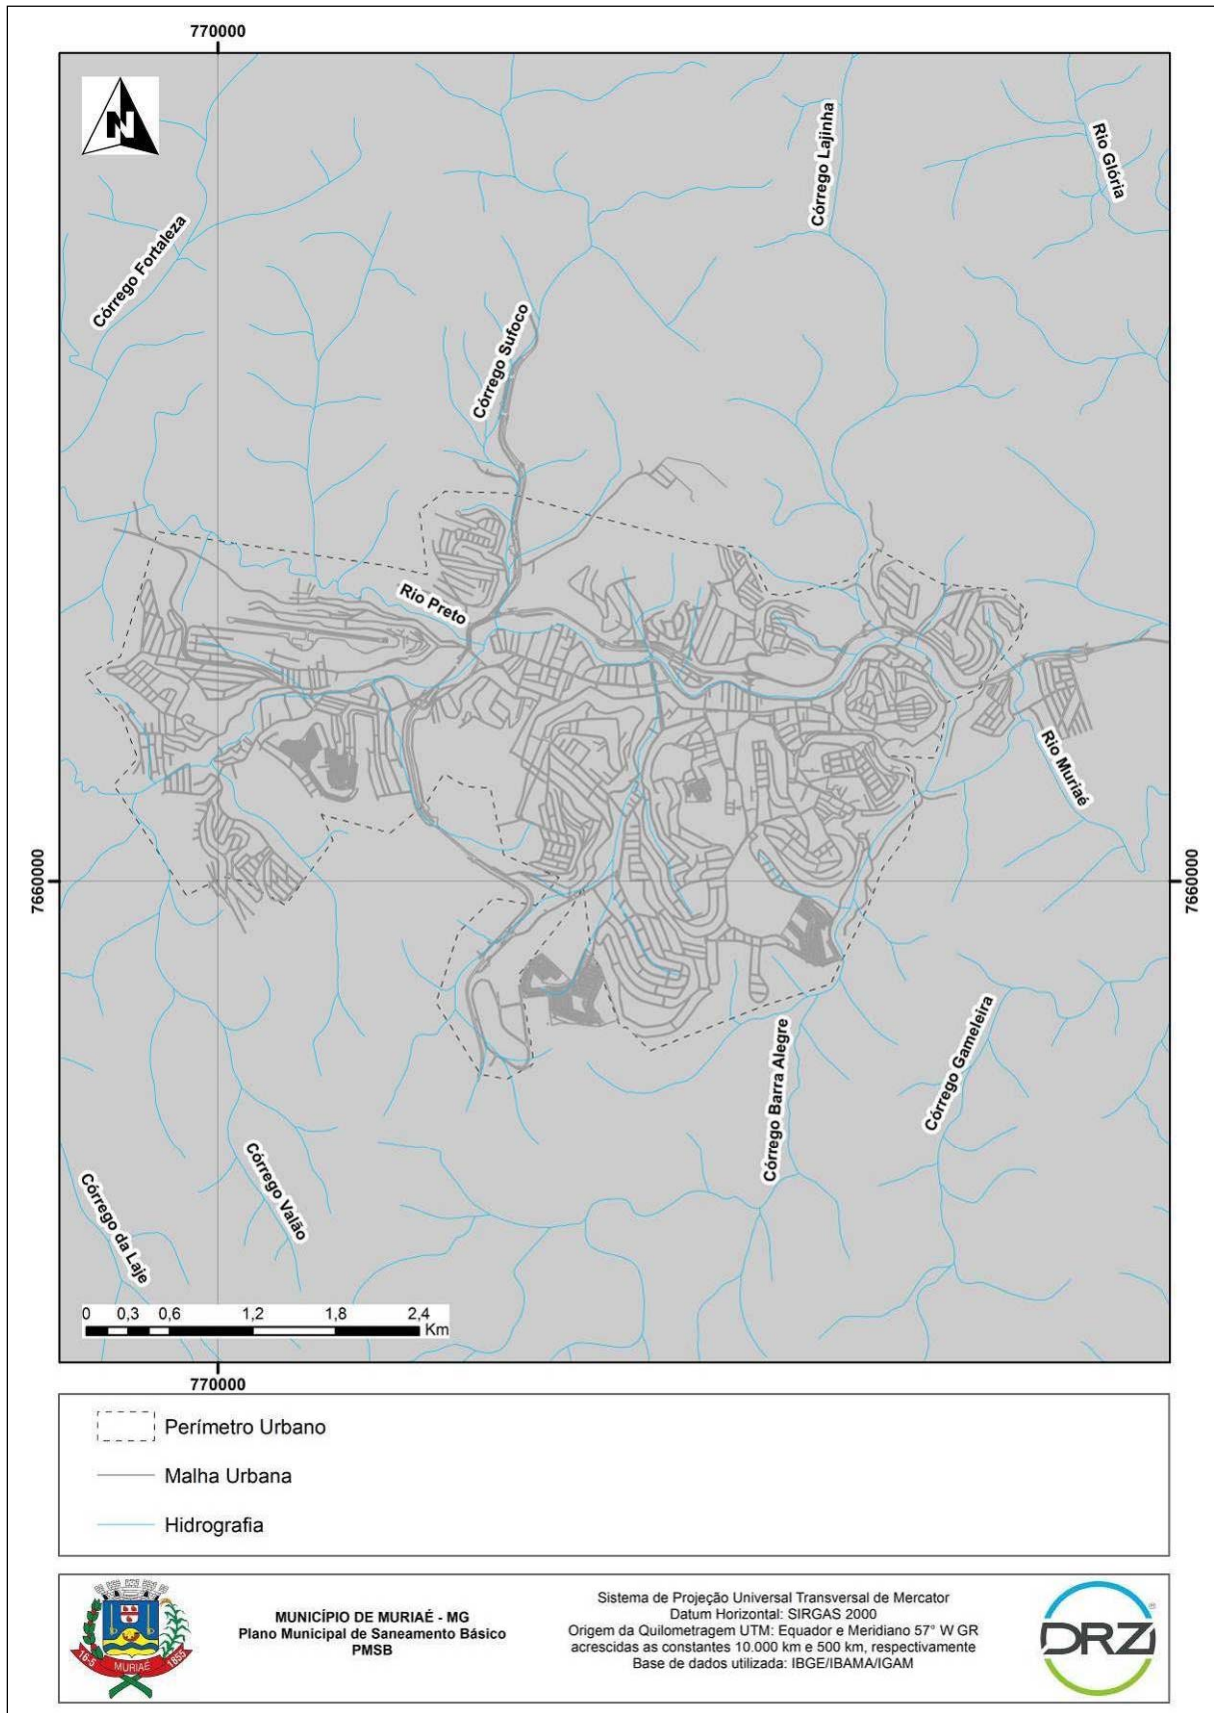 770000
N
Córrego Lajinha
Rio Glória
Córrego Fortaleza
Córrego Sufoco
Rio Preto
Rio Muriaé
7660000
7660000
Córrego Gameleira
Córrego Barra Alegre
Córrego Valão
Córrego da Laje
0 0,3 0,6 1,2 1,8 2,4
Km
770000
Perímetro Urbano
Malha Urbana
Hidrografia
16-5 MURIAÉ 1855
MUNICÍPIO DE MURIAÉ - MG
Plano Municipal de Saneamento Básico
PMSB
Sistema de Projeção Universal Transversal de Mercator
Datum Horizontal: SIRGAS 2000
Origem da Quilometragem UTM: Equador e Meridiano 57° W GR
acrescidas as constantes 10.000 km e 500 km, respectivamente
Base de dados utilizada: IBGE/IBAMA/IGAM
DRZ ®